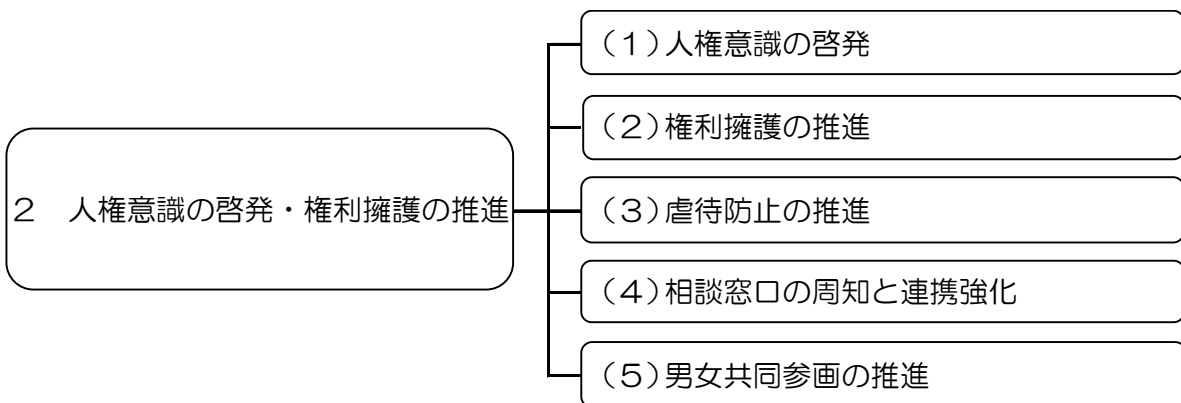 ２　人権意識の啓発・権利擁護の推進
（１）人権意識の啓発
（２）権利擁護の推進
（３）虐待防止の推進
（４）相談窓口の周知と連携強化
（５）男女共同参画の推進